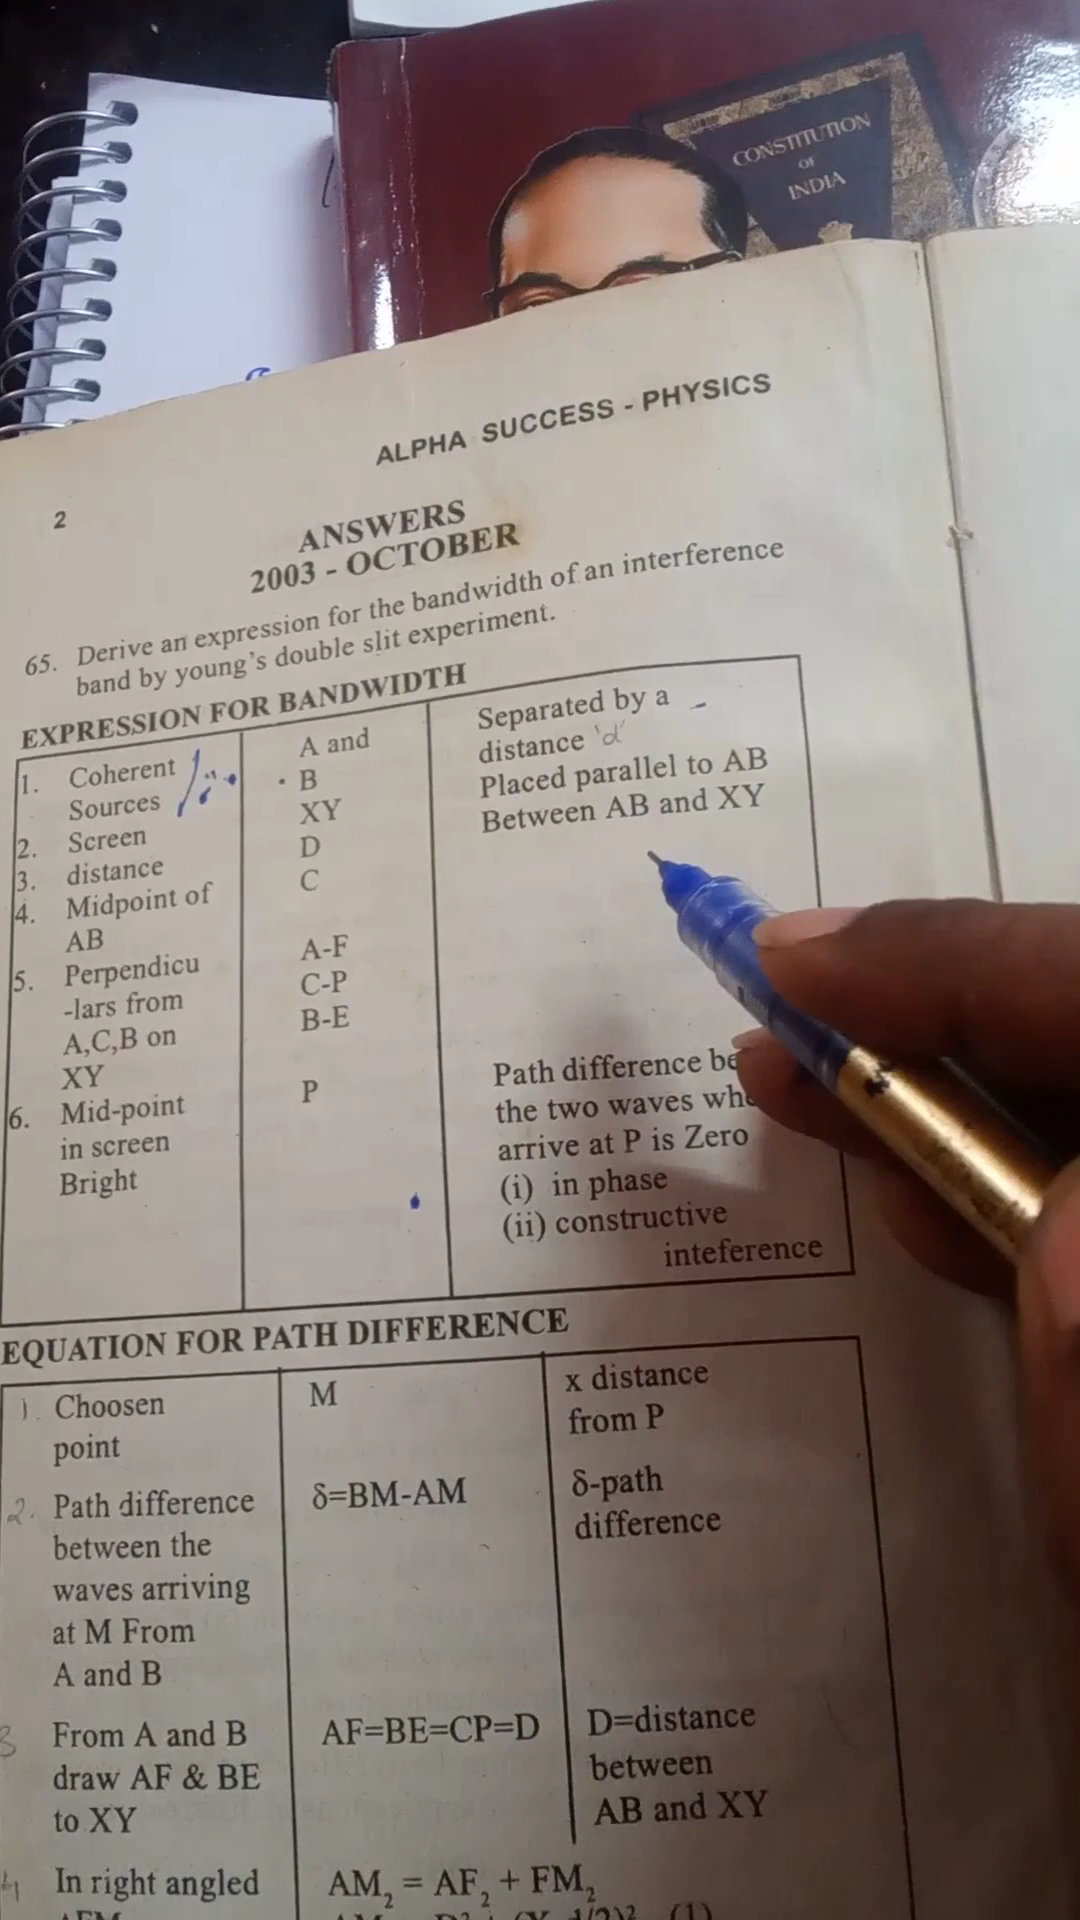 CONSTITUTION
OF
INDIA
ALPHA SUCCESS - PHYSICS
2
ANSWERS
2003 - OCTOBER
65. Derive an expression for the bandwidth of an interference
band by young's double slit experiment.
EXPRESSION FOR BANDWIDTH
1. Coherent
Sources
2. Screen
3. distance
4. Midpoint of
AB
5. Perpendicu
-lars from
A,C,B on
XY
6. Mid-point
in screen
Bright
A and
B
XY
D
C
A-F
C-P
B-E
P
Separated by a
distance 'd'
Placed parallel to AB
Between AB and XY
Path difference
the two waves
arrive at P is Zero
(i) in phase
(ii) constructive
inteference
EQUATION FOR PATH DIFFERENCE
1. Choosen
point
M
x distance
from P
2. Path difference
between the
waves arriving
at M From
A and B
δ=BM-AM
δ-path
difference
3 From A and B
draw AF & BE
to XY
AF=BE=CP=D
D=distance
between
AB and XY
4 In right angled
AM₂ = AF₂ + FM₂
(1)